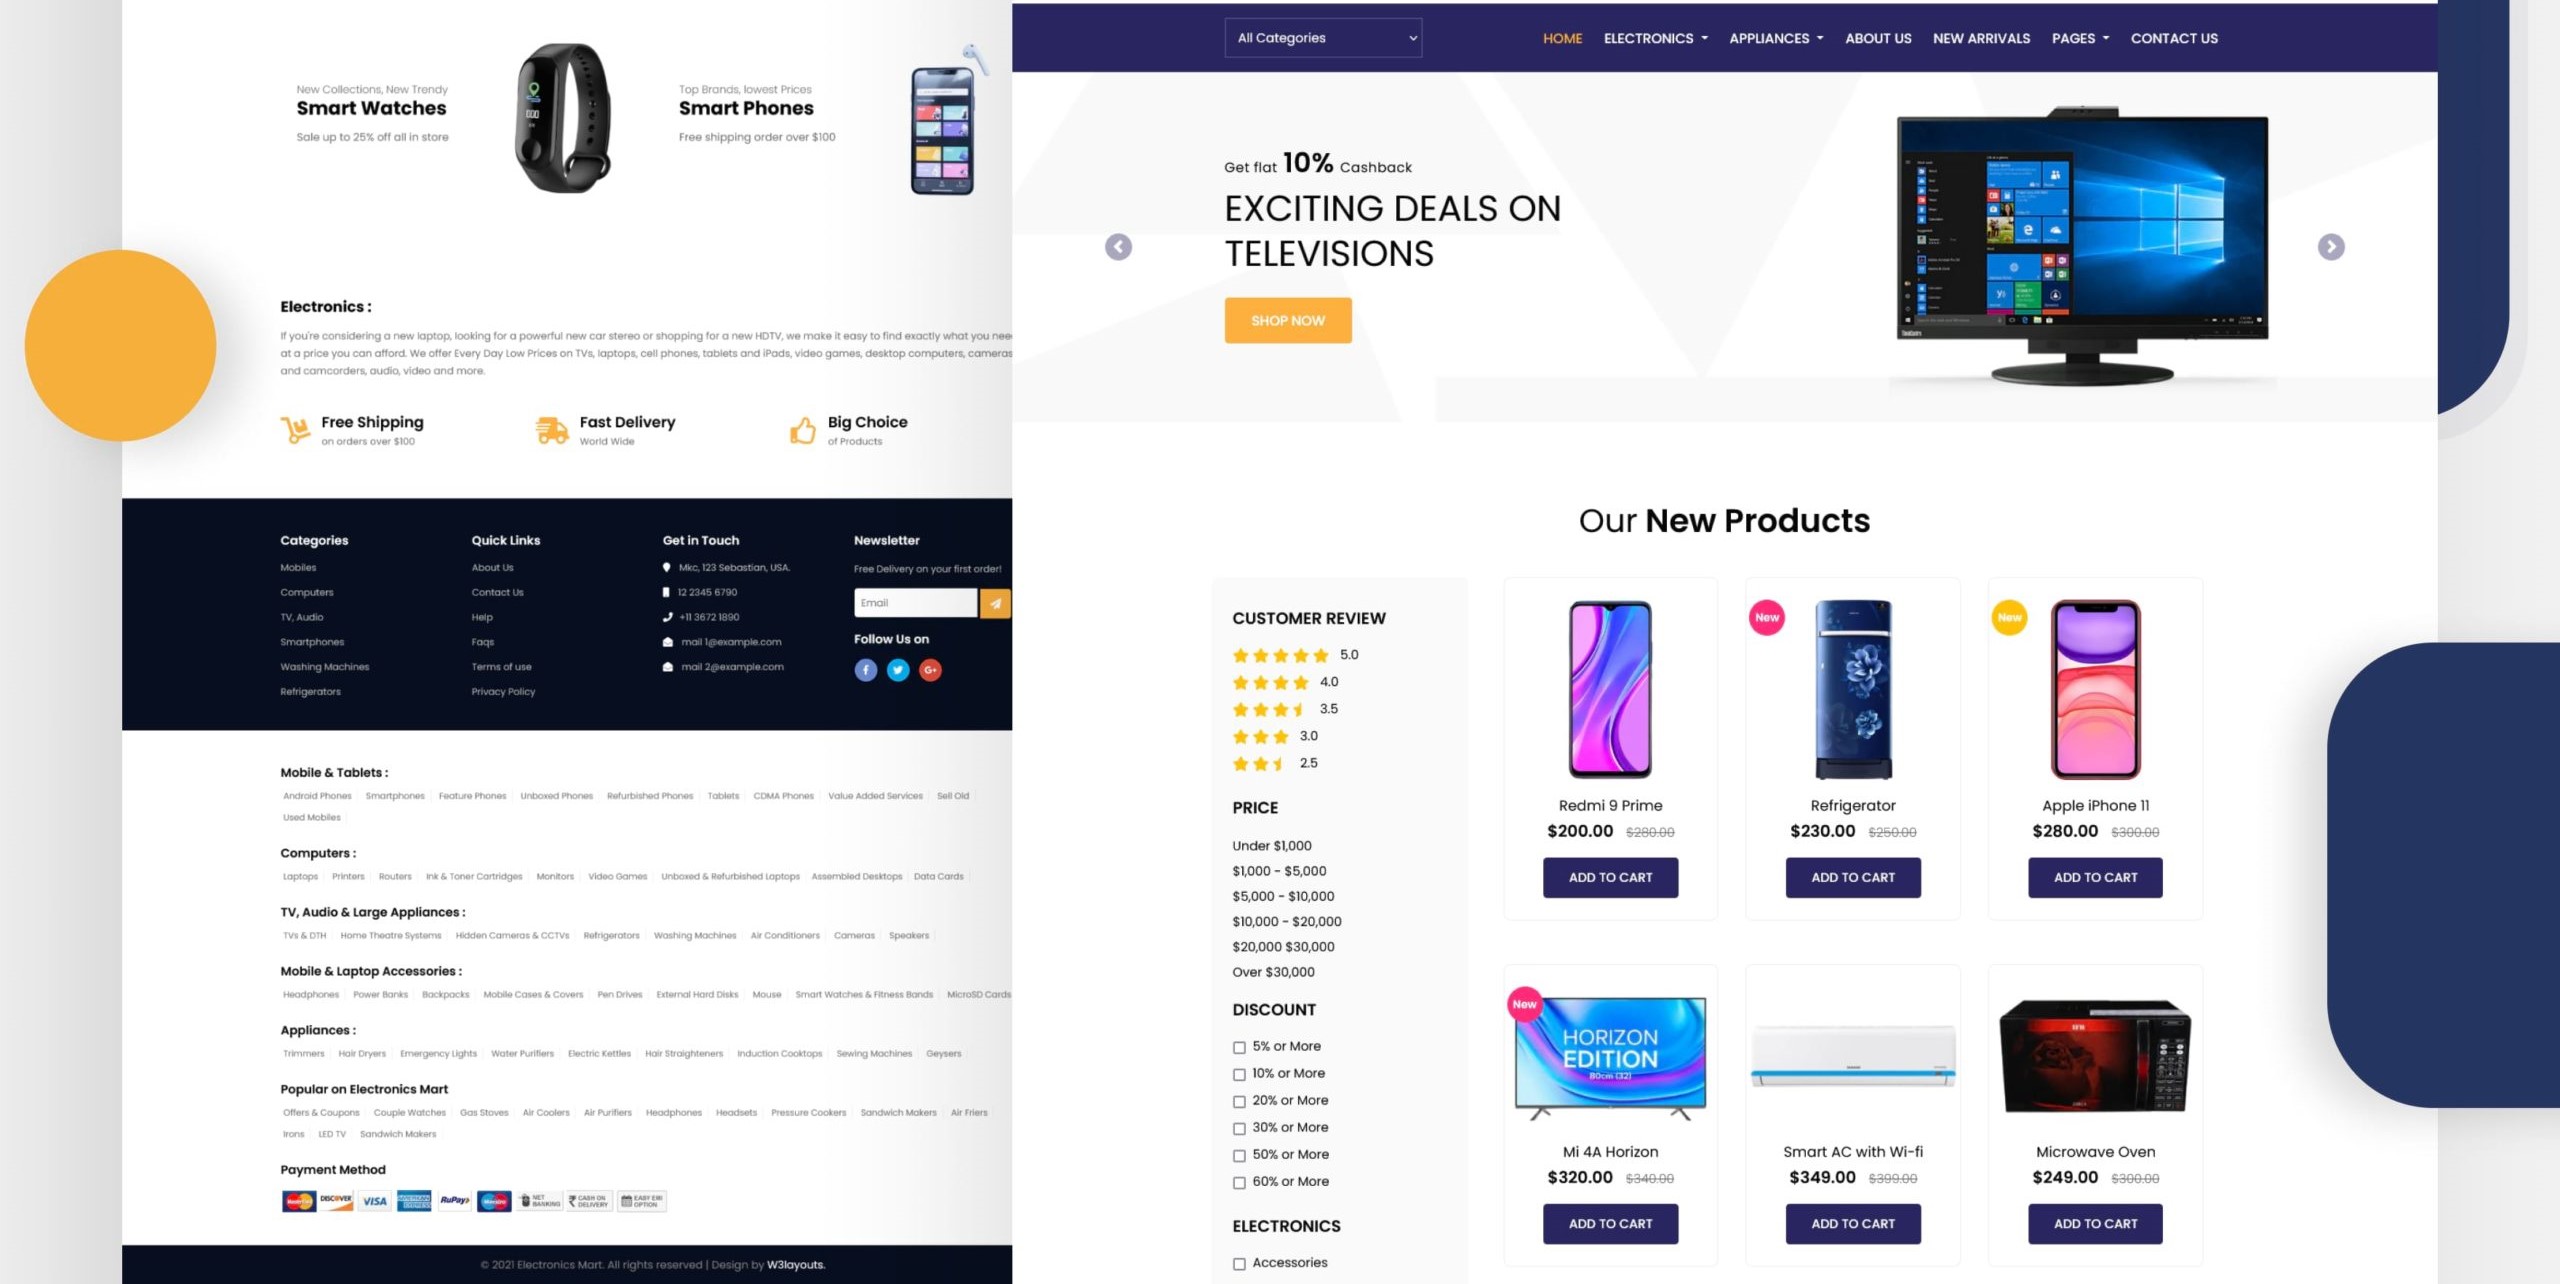 New Collections, New Trendy
Smart Watches
Sale up to 25% off all in store
Top Brands, lowest Prices
Smart Phones
Free shipping order over $100
Electronics :
If you're considering a new laptop, looking for a powerful new car stereo or shopping for a new HDTV, we make it easy to find exactly what you nee
at a price you can afford. We offer Every Day Low Prices on TVs, laptops, cell phones, tablets and iPads, video games, desktop computers, cameras
and camcorders, audio, video and more.
Free Shipping
on orders over $100
Fast Delivery
World Wide
Big Choice
of Products
Categories
Mobiles
Computers
TV, Audio
Smartphones
Washing Machines
Refrigerators
Quick Links
About Us
Contact Us
Help
Faqs
Terms of use
Privacy Policy
Get in Touch
Mkc, 123 Sebastian, USA.
12 2345 6790
+11 3672 1890
mail 1@example.com
mail 2@example.com
Newsletter
Free Delivery on your first order!
Email
Follow Us on
Mobile & Tablets :
Android Phones Smartphones Feature Phones Unboxed Phones Refurbished Phones Tablets CDMA Phones Value Added Services Sell Old
Used Mobiles
Computers :
Laptops Printers Routers Ink & Toner Cartridges Monitors Video Games Unboxed & Refurbished Laptops Assembled Desktops Data Cards
TV, Audio & Large Appliances :
TVs & DTH Home Theatre Systems Hidden Cameras & CCTVs Refrigerators Washing Machines Air Conditioners Cameras Speakers
Mobile & Laptop Accessories :
Headphones Power Banks Backpacks Mobile Cases & Covers Pen Drives External Hard Disks Mouse Smart Watches & Fitness Bands MicroSD Cards
Appliances :
Trimmers Hair Dryers Emergency Lights Water Purifiers Electric Kettles Hair Straighteners Induction Cooktops Sewing Machines Geysers
Popular on Electronics Mart
Offers & Coupons Couple Watches Gas Stoves Air Coolers Air Purifiers Headphones Headsets Pressure Cookers Sandwich Makers Air Friers
Irons LED TV Sandwich Makers
Payment Method
MasterCard DISCOVER VISA AMERICAN EXPRESS RuPay Maestro NET BANKING CASH ON DELIVERY EASY EMI OPTION
© 2021 Electronics Mart. All rights reserved | Design by W3layouts.
All Categories
HOME ELECTRONICS APPLIANCES ABOUT US NEW ARRIVALS PAGES CONTACT US
Get flat 10% Cashback
EXCITING DEALS ON
TELEVISIONS
SHOP NOW
Our New Products
CUSTOMER REVIEW
5.0
4.0
3.5
3.0
2.5
PRICE
Under $1,000
$1,000 - $5,000
$5,000 - $10,000
$10,000 - $20,000
$20,000 $30,000
Over $30,000
DISCOUNT
5% or More
10% or More
20% or More
30% or More
50% or More
60% or More
ELECTRONICS
Accessories
Redmi 9 Prime
$200.00 $280.00
ADD TO CART
New
Refrigerator
$230.00 $250.00
ADD TO CART
New
Apple iPhone 11
$280.00 $300.00
ADD TO CART
New
HORIZON
EDITION
80cm (32)
Mi 4A Horizon
$320.00 $340.00
ADD TO CART
Smart AC with Wi-fi
$349.00 $399.00
ADD TO CART
Microwave Oven
$249.00 $300.00
ADD TO CART